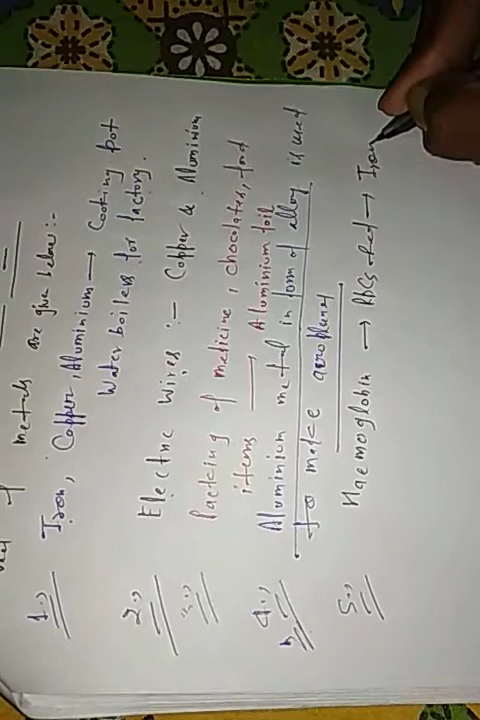 of metals are give below:-
1.) Iron, Copper, Aluminium → Cooking pot
Water boilers for factory.
2.) Electric wires :- Copper & Aluminium
3.) Packing of medicine, chocolates, food
items → Aluminium foil
4.) Aluminium metal in form of alloy is used
to make aeroplanes
5.) Haemoglobin → RBCs → Iron